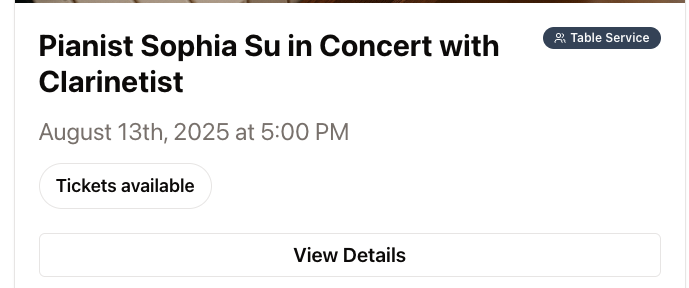 Pianist Sophia Su in Concert with
Clarinetist
Table Service
August 13th, 2025 at 5:00 PM
Tickets available
View Details